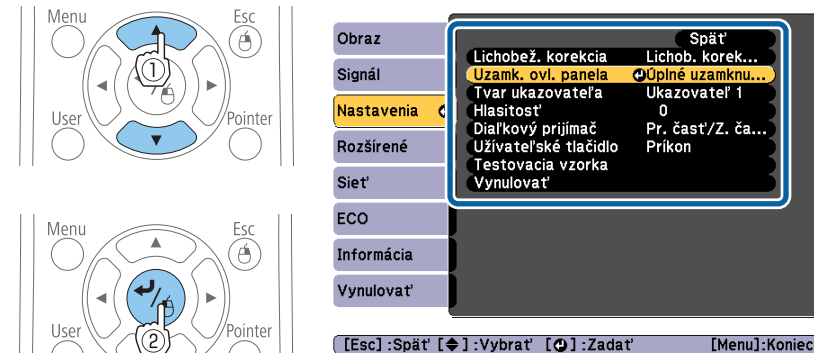 Menu Esc
①
User Pointer
Menu Esc
User Pointer
②
Obraz
Signál
Nastavenia
Rozšírené
Sieť
ECO
Informácia
Vynulovať
Späť
Lichobež. korekcia Lichob. korek...
Uzamk. ovl. panela Úplné uzamknu...
Tvar ukazovateľa Ukazovateľ 1
Hlasitosť 0
Diaľkový prijímač Pr. časť/Z. ča...
Užívateľské tlačidlo Príkon
Testovacia vzorka
Vynulovať
[Esc] :Späť [◆] :Vybrať [⏎] :Zadať [Menu]:Koniec